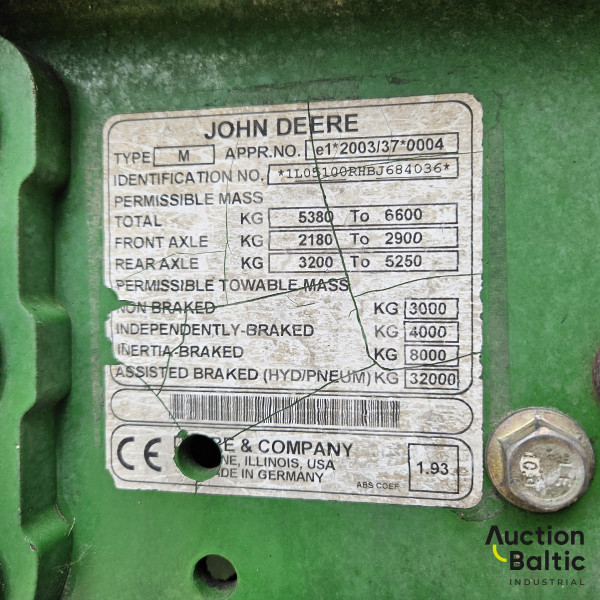 JOHN DEERE
TYPE M APPR.NO. e1*2003/37*0004
IDENTIFICATION NO. *1L05100RHBJ684036*
PERMISSIBLE MASS
TOTAL KG 5380 To 6600
FRONT AXLE KG 2180 To 2900
REAR AXLE KG 3200 To 5250
PERMISSIBLE TOWABLE MASS
NON BRAKED KG 3000
INDEPENDENTLY-BRAKED KG 4000
INERTIA-BRAKED KG 8000
ASSISTED BRAKED (HYD/PNEUM) KG 32000
CE
& COMPANY
ILLINOIS, USA
IN GERMANY
1.93
ABS COEF.
Auction
Baltic
INDUSTRIAL